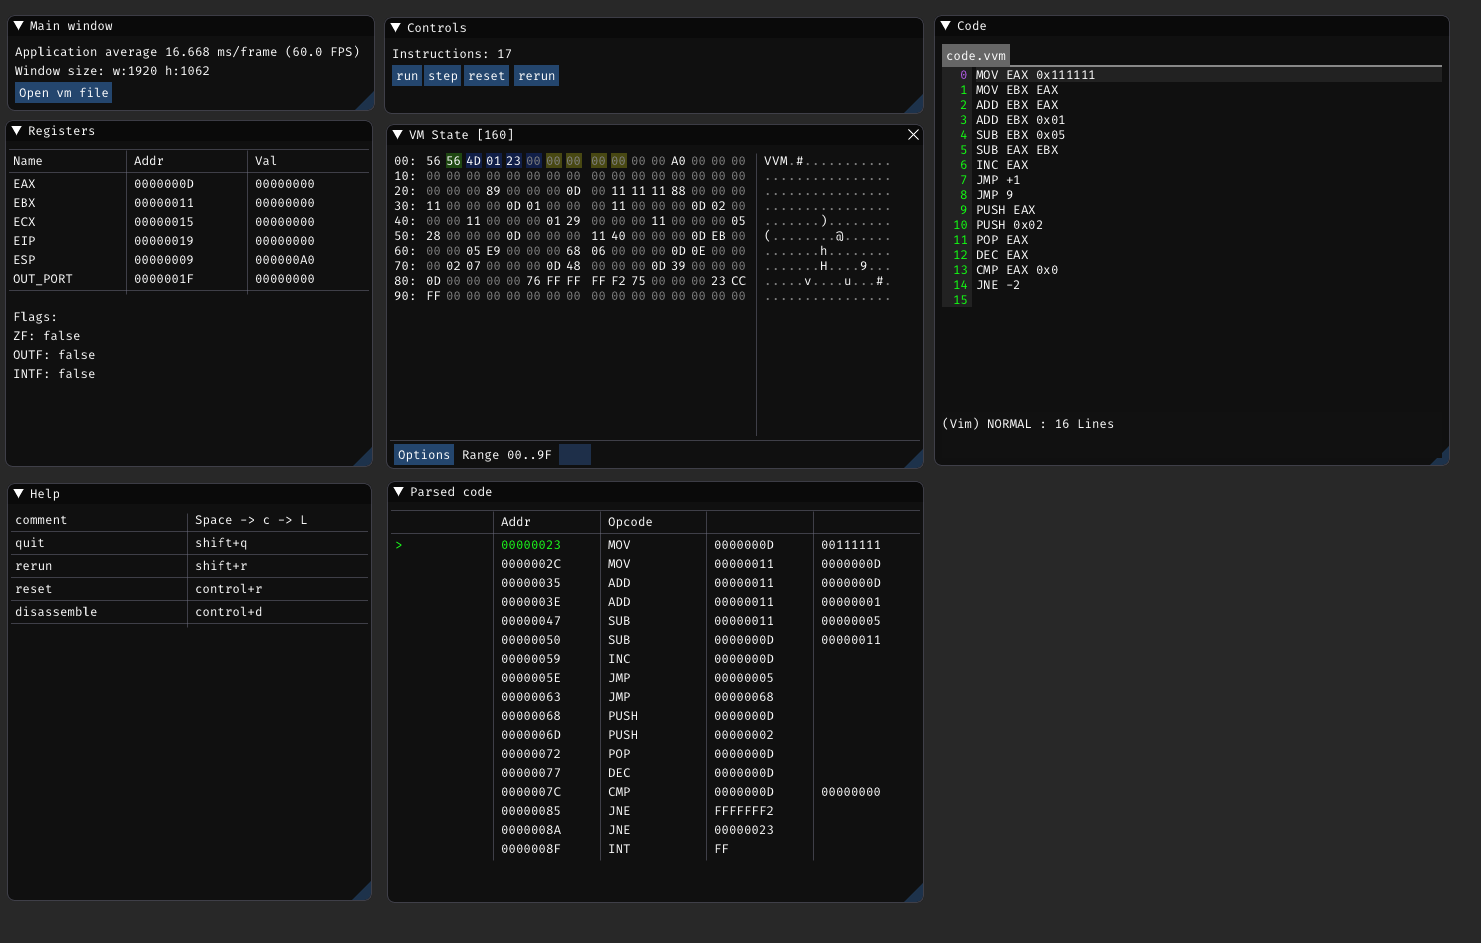 Main window
Application average 16.668 ms/frame (60.0 FPS)
Window size: w:1920 h:1062
Open vm file
Controls
Instructions: 17
run step reset rerun
Registers
Name Addr Val
EAX 0000000D 00000000
EBX 00000011 00000000
ECX 00000015 00000000
EIP 00000019 00000000
ESP 00000009 000000A0
OUT_PORT 0000001F 00000000
Flags:
ZF: false
OUTF: false
INTF: false
VM State [160]
00: 56 56 4D 01 23 00 00 00 00 00 00 00 A0 00 00 00 VVM.#...........
10: 00 00 00 00 00 00 00 00 00 00 00 00 00 00 00 00 ................
20: 00 00 00 89 00 00 00 0D 00 11 11 11 88 00 00 00 ................
30: 11 00 00 00 0D 01 00 00 00 11 00 00 00 0D 02 00 ................
40: 00 00 11 00 00 00 01 29 00 00 00 11 00 00 00 05 .......)........
50: 28 00 00 00 0D 00 00 00 11 40 00 00 00 0D EB 00 (........@......
60: 00 00 05 E9 00 00 00 68 06 00 00 00 0D 0E 00 00 .......h........
70: 00 02 07 00 00 00 0D 48 00 00 00 0D 39 00 00 00 .......H....9...
80: 0D 00 00 00 00 76 FF FF FF F2 75 00 00 00 23 CC .....v....u...#.
90: FF 00 00 00 00 00 00 00 00 00 00 00 00 00 00 00 ................
Options Range 00..9F
Code
code.vvm
0 MOV EAX 0x111111
1 MOV EBX EAX
2 ADD EBX EAX
3 ADD EBX 0x01
4 SUB EBX 0x05
5 SUB EAX EBX
6 INC EAX
7 JMP +1
8 JMP 9
9 PUSH EAX
10 PUSH 0x02
11 POP EAX
12 DEC EAX
13 CMP EAX 0x0
14 JNE -2
15
(Vim) NORMAL : 16 Lines
Help
comment Space -> c -> L
quit shift+q
rerun shift+r
reset control+r
disassemble control+d
Parsed code
Addr Opcode
> 00000023 MOV 0000000D 00111111
0000002C MOV 00000011 0000000D
00000035 ADD 00000011 0000000D
0000003E ADD 00000011 00000001
00000047 SUB 00000011 00000005
00000050 SUB 0000000D 00000011
00000059 INC 0000000D
0000005E JMP 00000005
00000063 JMP 00000068
00000068 PUSH 0000000D
0000006D PUSH 00000002
00000072 POP 0000000D
00000077 DEC 0000000D
0000007C CMP 0000000D 00000000
00000085 JNE FFFFFFF2
0000008A JNE 00000023
0000008F INT FF